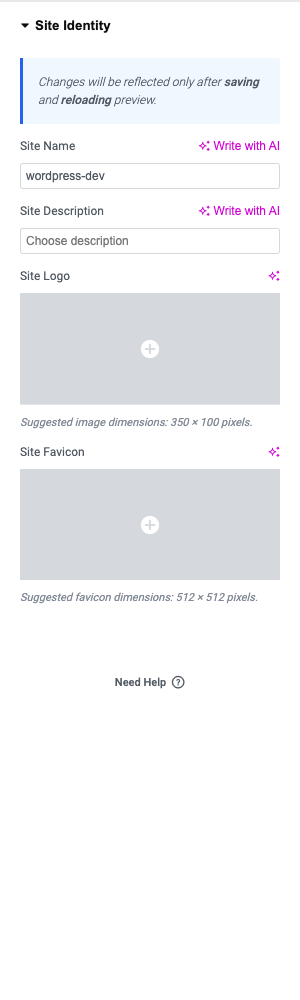 Site Identity
Changes will be reflected only after saving
and reloading preview.
Site Name
Write with AI
wordpress-dev
Site Description
Write with AI
Choose description
Site Logo
Suggested image dimensions: 350 × 100 pixels.
Site Favicon
Suggested favicon dimensions: 512 × 512 pixels.
Need Help ?